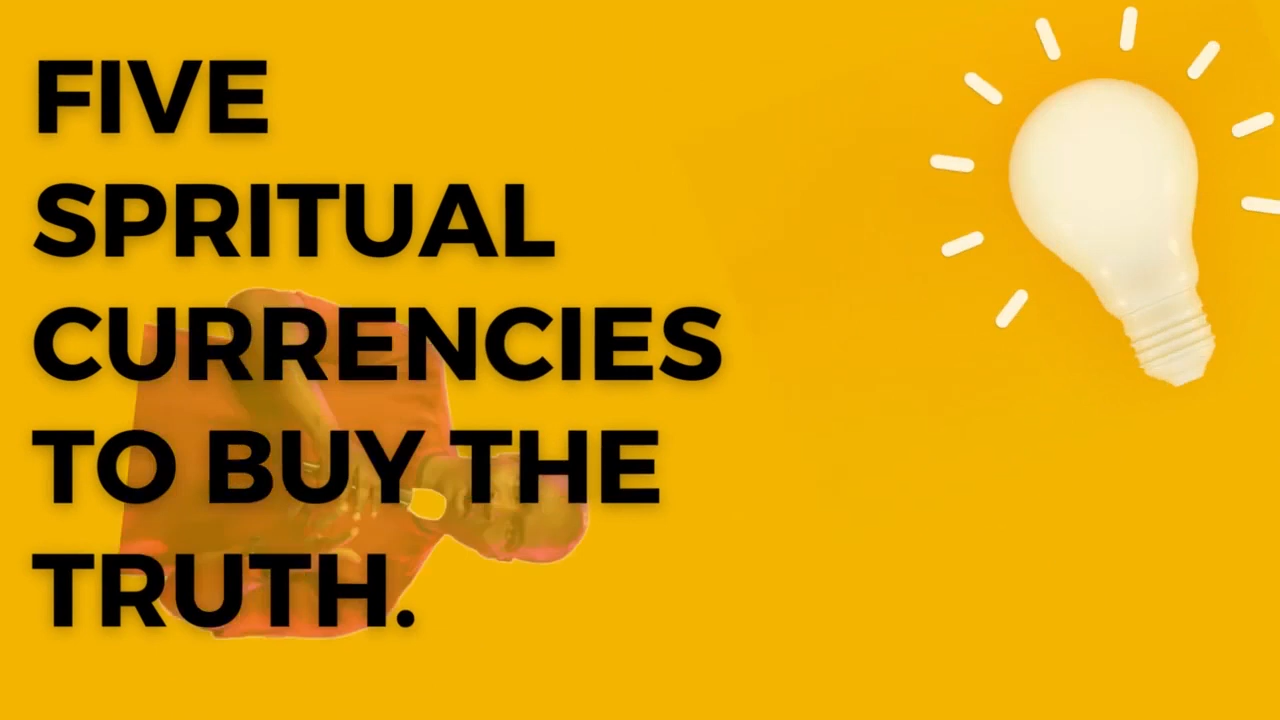 FIVE
SPRITUAL
CURRENCIES
TO BUY THE
TRUTH.